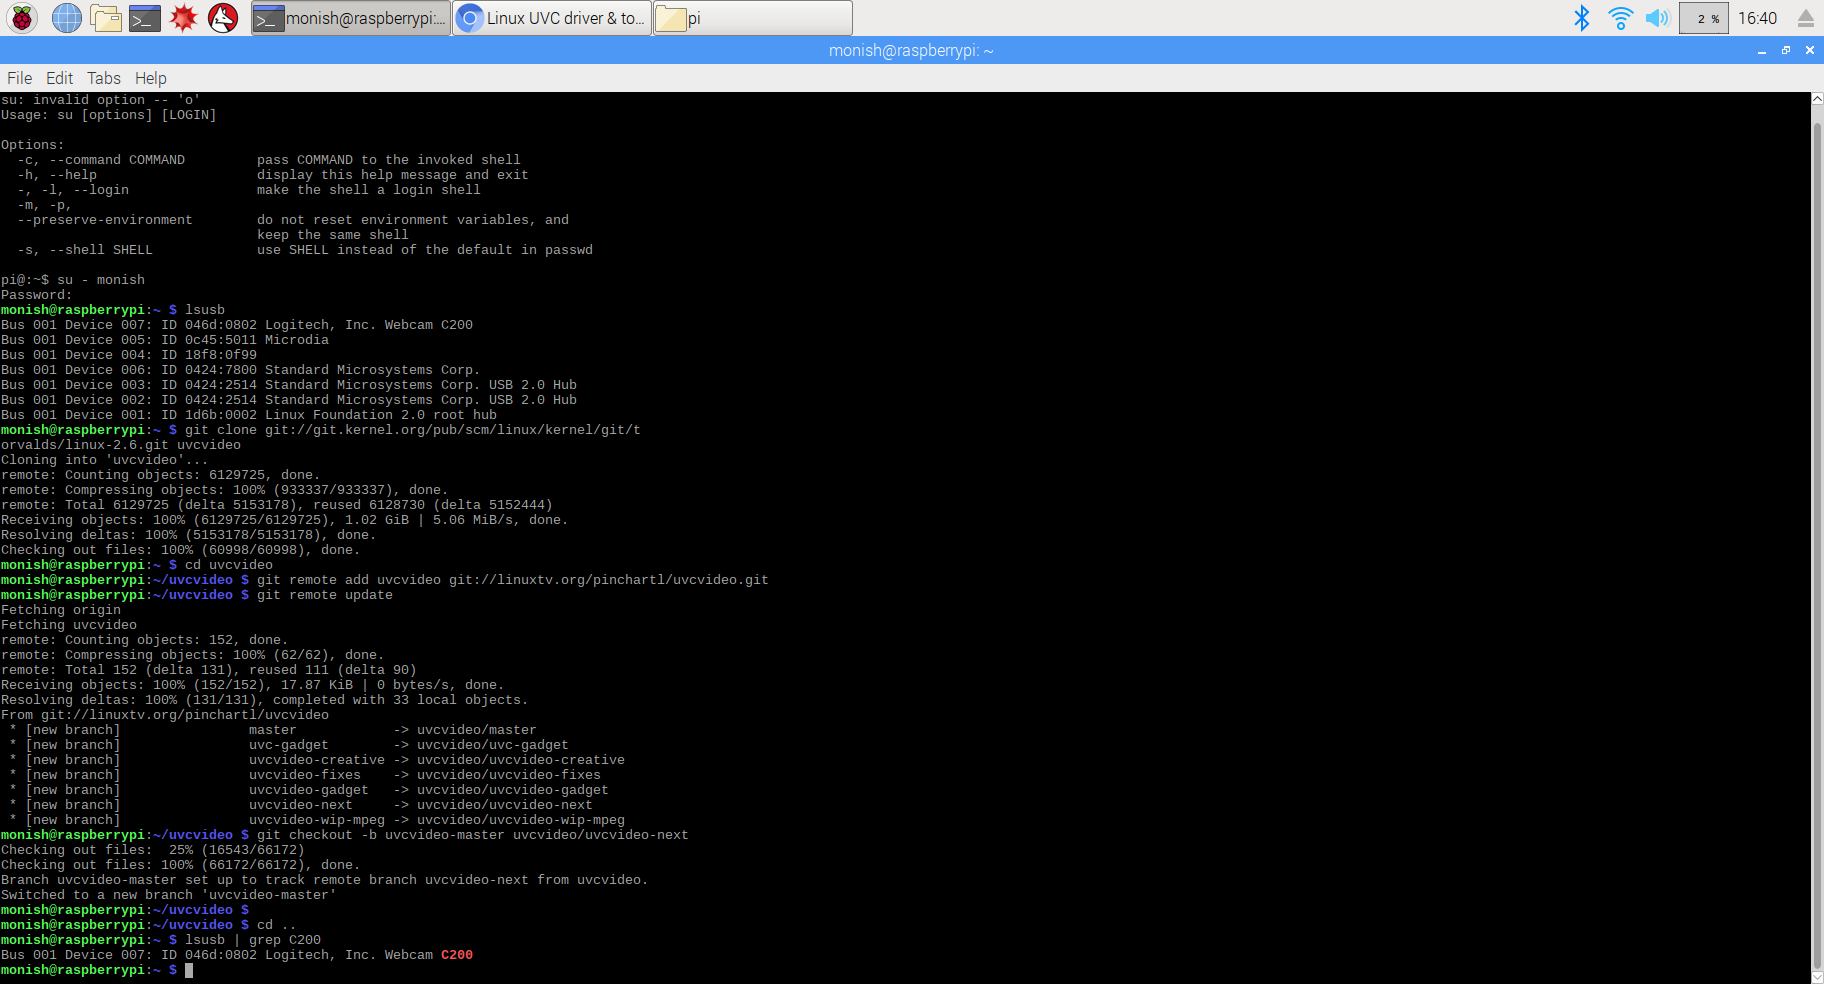 monish@raspberrypi:... Linux UVC driver & to... pi 2 % 16:40
monish@raspberrypi: ~
File Edit Tabs Help
su: invalid option -- 'o'
Usage: su [options] [LOGIN]
Options:
-c, --command COMMAND pass COMMAND to the invoked shell
-h, --help display this help message and exit
-, -l, --login make the shell a login shell
-m, -p,
--preserve-environment do not reset environment variables, and
keep the same shell
-s, --shell SHELL use SHELL instead of the default in passwd
pi@:~$ su - monish
Password:
monish@raspberrypi:~ $ lsusb
Bus 001 Device 007: ID 046d:0802 Logitech, Inc. Webcam C200
Bus 001 Device 005: ID 0c45:5011 Microdia
Bus 001 Device 004: ID 18f8:0f99
Bus 001 Device 006: ID 0424:7800 Standard Microsystems Corp.
Bus 001 Device 003: ID 0424:2514 Standard Microsystems Corp. USB 2.0 Hub
Bus 001 Device 002: ID 0424:2514 Standard Microsystems Corp. USB 2.0 Hub
Bus 001 Device 001: ID 1d6b:0002 Linux Foundation 2.0 root hub
monish@raspberrypi:~ $ git clone git://git.kernel.org/pub/scm/linux/kernel/git/t
orvalds/linux-2.6.git uvcvideo
Cloning into 'uvcvideo'...
remote: Counting objects: 6129725, done.
remote: Compressing objects: 100% (933337/933337), done.
remote: Total 6129725 (delta 5153178), reused 6128730 (delta 5152444)
Receiving objects: 100% (6129725/6129725), 1.02 GiB | 5.06 MiB/s, done.
Resolving deltas: 100% (5153178/5153178), done.
Checking out files: 100% (60998/60998), done.
monish@raspberrypi:~ $ cd uvcvideo
monish@raspberrypi:~/uvcvideo $ git remote add uvcvideo git://linuxtv.org/pinchartl/uvcvideo.git
monish@raspberrypi:~/uvcvideo $ git remote update
Fetching origin
Fetching uvcvideo
remote: Counting objects: 152, done.
remote: Compressing objects: 100% (62/62), done.
remote: Total 152 (delta 131), reused 111 (delta 90)
Receiving objects: 100% (152/152), 17.87 KiB | 0 bytes/s, done.
Resolving deltas: 100% (131/131), completed with 33 local objects.
From git://linuxtv.org/pinchartl/uvcvideo
* [new branch] master -> uvcvideo/master
* [new branch] uvc-gadget -> uvcvideo/uvc-gadget
* [new branch] uvcvideo-creative -> uvcvideo/uvcvideo-creative
* [new branch] uvcvideo-fixes -> uvcvideo/uvcvideo-fixes
* [new branch] uvcvideo-gadget -> uvcvideo/uvcvideo-gadget
* [new branch] uvcvideo-next -> uvcvideo/uvcvideo-next
* [new branch] uvcvideo-wip-mpeg -> uvcvideo/uvcvideo-wip-mpeg
monish@raspberrypi:~/uvcvideo $ git checkout -b uvcvideo-master uvcvideo/uvcvideo-next
Checking out files: 25% (16543/66172)
Checking out files: 100% (66172/66172), done.
Branch uvcvideo-master set up to track remote branch uvcvideo-next from uvcvideo.
Switched to a new branch 'uvcvideo-master'
monish@raspberrypi:~/uvcvideo $
monish@raspberrypi:~/uvcvideo $ cd ..
monish@raspberrypi:~ $ lsusb | grep C200
Bus 001 Device 007: ID 046d:0802 Logitech, Inc. Webcam C200
monish@raspberrypi:~ $